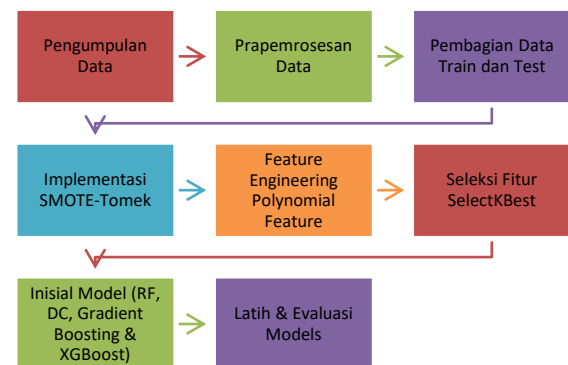 Pengumpulan
Data
Prapemrosesan
Data
Pembagian Data
Train dan Test
Implementasi
SMOTE-Tomek
Feature
Engineering
Polynomial
Feature
Seleksi Fitur
SelectKBest
Inisial Model (RF,
DC, Gradient
Boosting &
XGBoost)
Latih & Evaluasi
Models